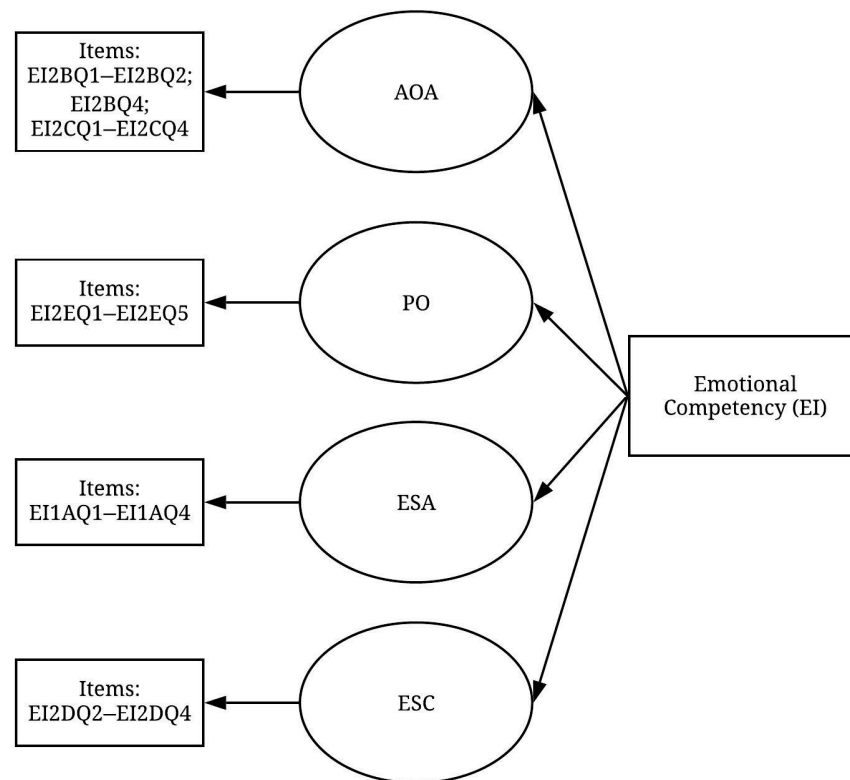 Items:
EI2BQ1–EI2BQ2;
EI2BQ4;
EI2CQ1–EI2CQ4
AOA
Items:
EI2EQ1–EI2EQ5
PO
Emotional
Competency (EI)
Items:
EI1AQ1–EI1AQ4
ESA
Items:
EI2DQ2–EI2DQ4
ESC